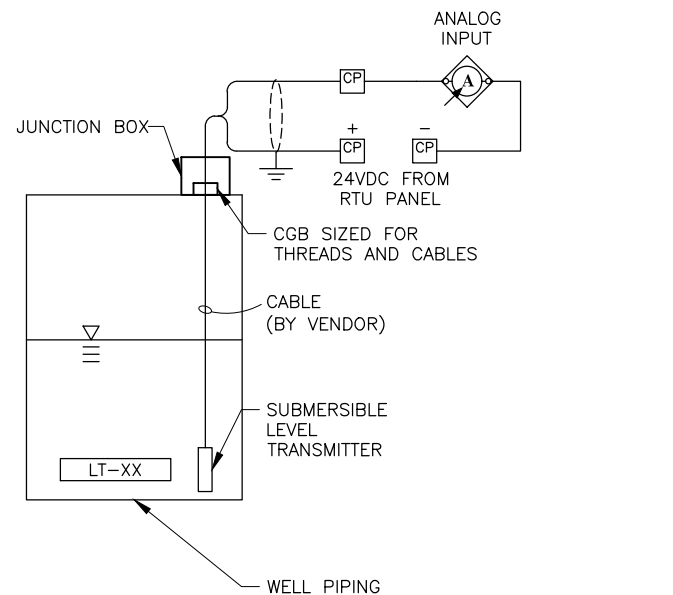 ANALOG
INPUT
CP
A
JUNCTION BOX
+
−
CP
CP
24VDC FROM
RTU PANEL
CGB SIZED FOR
THREADS AND CABLES
CABLE
(BY VENDOR)
SUBMERSIBLE
LEVEL
TRANSMITTER
LT−XX
WELL PIPING